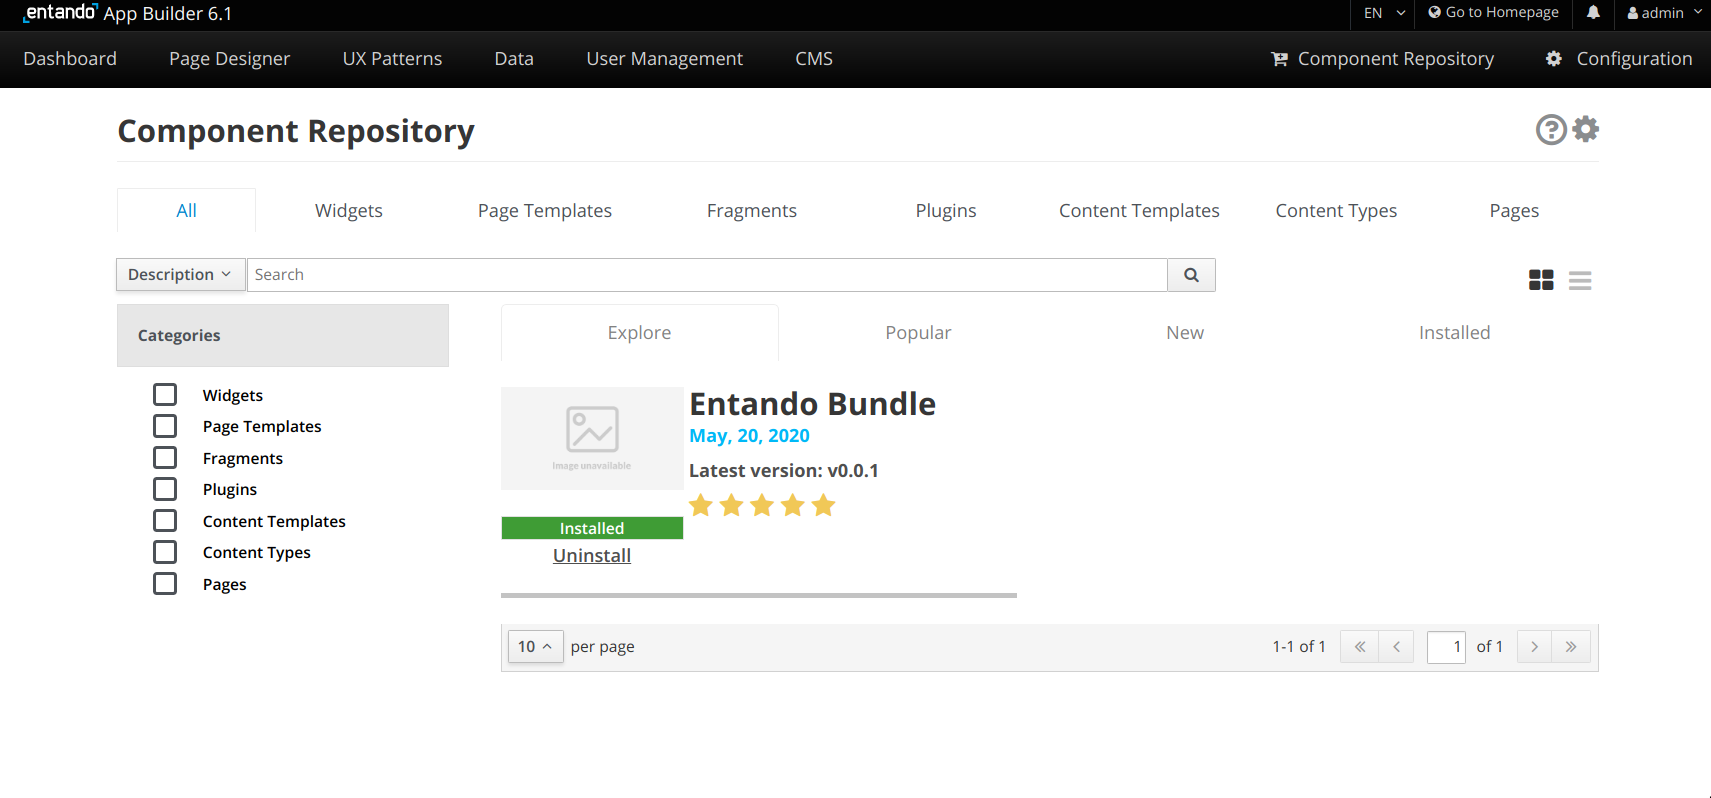 entando App Builder 6.1
EN
Go to Homepage
admin
Dashboard
Page Designer
UX Patterns
Data
User Management
CMS
Component Repository
Configuration
Component Repository
All
Widgets
Page Templates
Fragments
Plugins
Content Templates
Content Types
Pages
Description
Search
Categories
Widgets
Page Templates
Fragments
Plugins
Content Templates
Content Types
Pages
Explore
Popular
New
Installed
Image unavailable
Entando Bundle
May, 20, 2020
Latest version: v0.0.1
Installed
Uninstall
10 per page
1-1 of 1
1 of 1